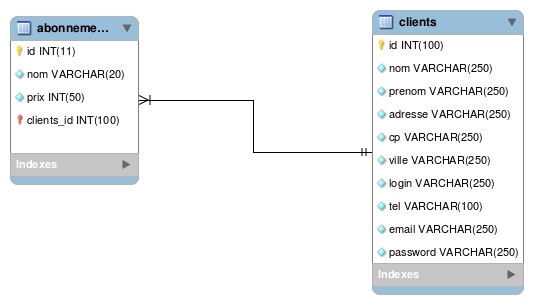 abonneme...
id INT(11)
nom VARCHAR(20)
prix INT(50)
clients_id INT(100)
Indexes
clients
id INT(100)
nom VARCHAR(250)
prenom VARCHAR(250)
adresse VARCHAR(250)
cp VARCHAR(250)
ville VARCHAR(250)
login VARCHAR(250)
tel VARCHAR(100)
email VARCHAR(250)
password VARCHAR(250)
Indexes